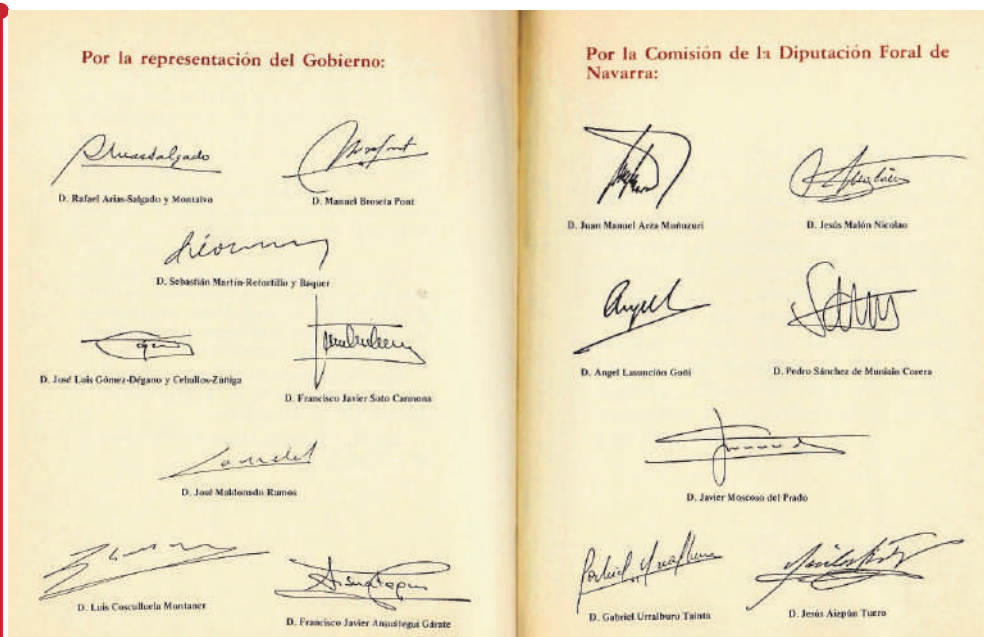 Por la representación del Gobierno:
D. Rafael Arias-Salgado y Montalvo
D. Manuel Broseta Pont
D. Sebastián Martín-Retortillo y Baquer
D. José Luis Gómez-Dégano y Ceballos-Zúñiga
D. Francisco Javier Soto Carmona
D. José Maldonado Ramos
D. Luis Cosculluela Montaner
D. Francisco Javier Ansuátegui Gárate
Por la Comisión de la Diputación Foral de
Navarra:
D. Juan Manuel Arza Muñuzuri
D. Jesús Malón Nicolao
Angel
D. Angel Lasunción Goñi
D. Pedro Sánchez de Muniáin Corera
D. Javier Moscoso del Prado
D. Gabriel Urralburu Tainta
D. Jesús Aizpún Tuero